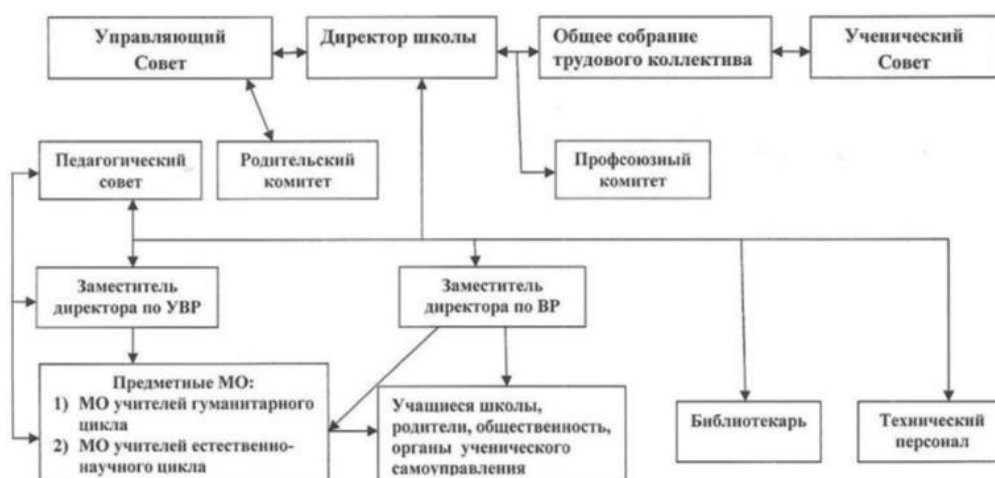 Управляющий
Совет
Директор школы
Общее собрание
трудового коллектива
Ученический
Совет
Педагогический
совет
Родительский
комитет
Профсоюзный
комитет
Заместитель
директора по УВР
Заместитель
директора по ВР
Предметные МО:
1) МО учителей гуманитарного
цикла
2) МО учителей естественно-
научного цикла
Учащиеся школы,
родители, общественность,
органы ученического
самоуправления
Библиотекарь
Технический
персонал